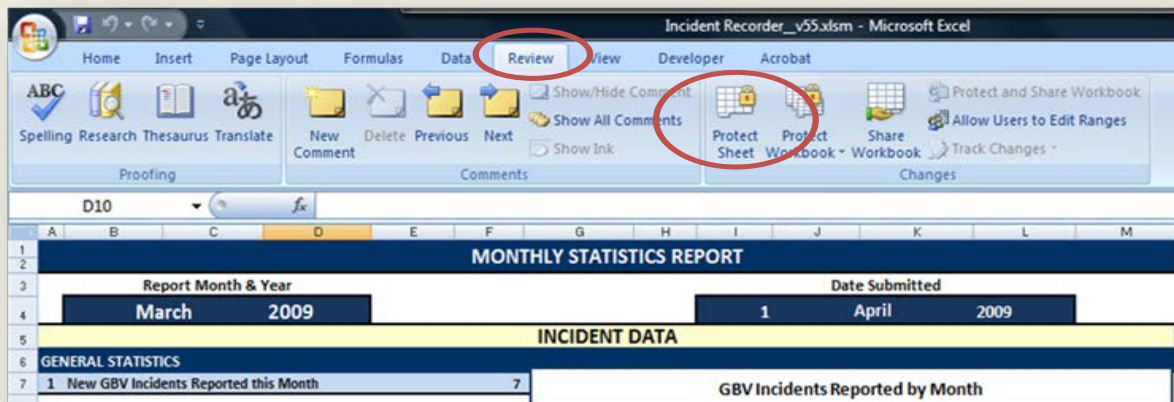 Incident Recorder__v55.xlsm - Microsoft Excel
Home Insert Page Layout Formulas Data Review View Developer Acrobat
ABC
Spelling Research Thesaurus Translate
Proofing
New Comment Delete Previous Next
Show/Hide Comment
Show All Comments
Show Ink
Comments
Protect Sheet Protect Workbook Share Workbook
Protect and Share Workbook
Allow Users to Edit Ranges
Track Changes
Changes
D10 fx
A B C D E F G H I J K L M
1
2 MONTHLY STATISTICS REPORT
3 Report Month & Year Date Submitted
4 March 2009 1 April 2009
5 INCIDENT DATA
6 GENERAL STATISTICS
7 1 New GBV Incidents Reported this Month 7
GBV Incidents Reported by Month